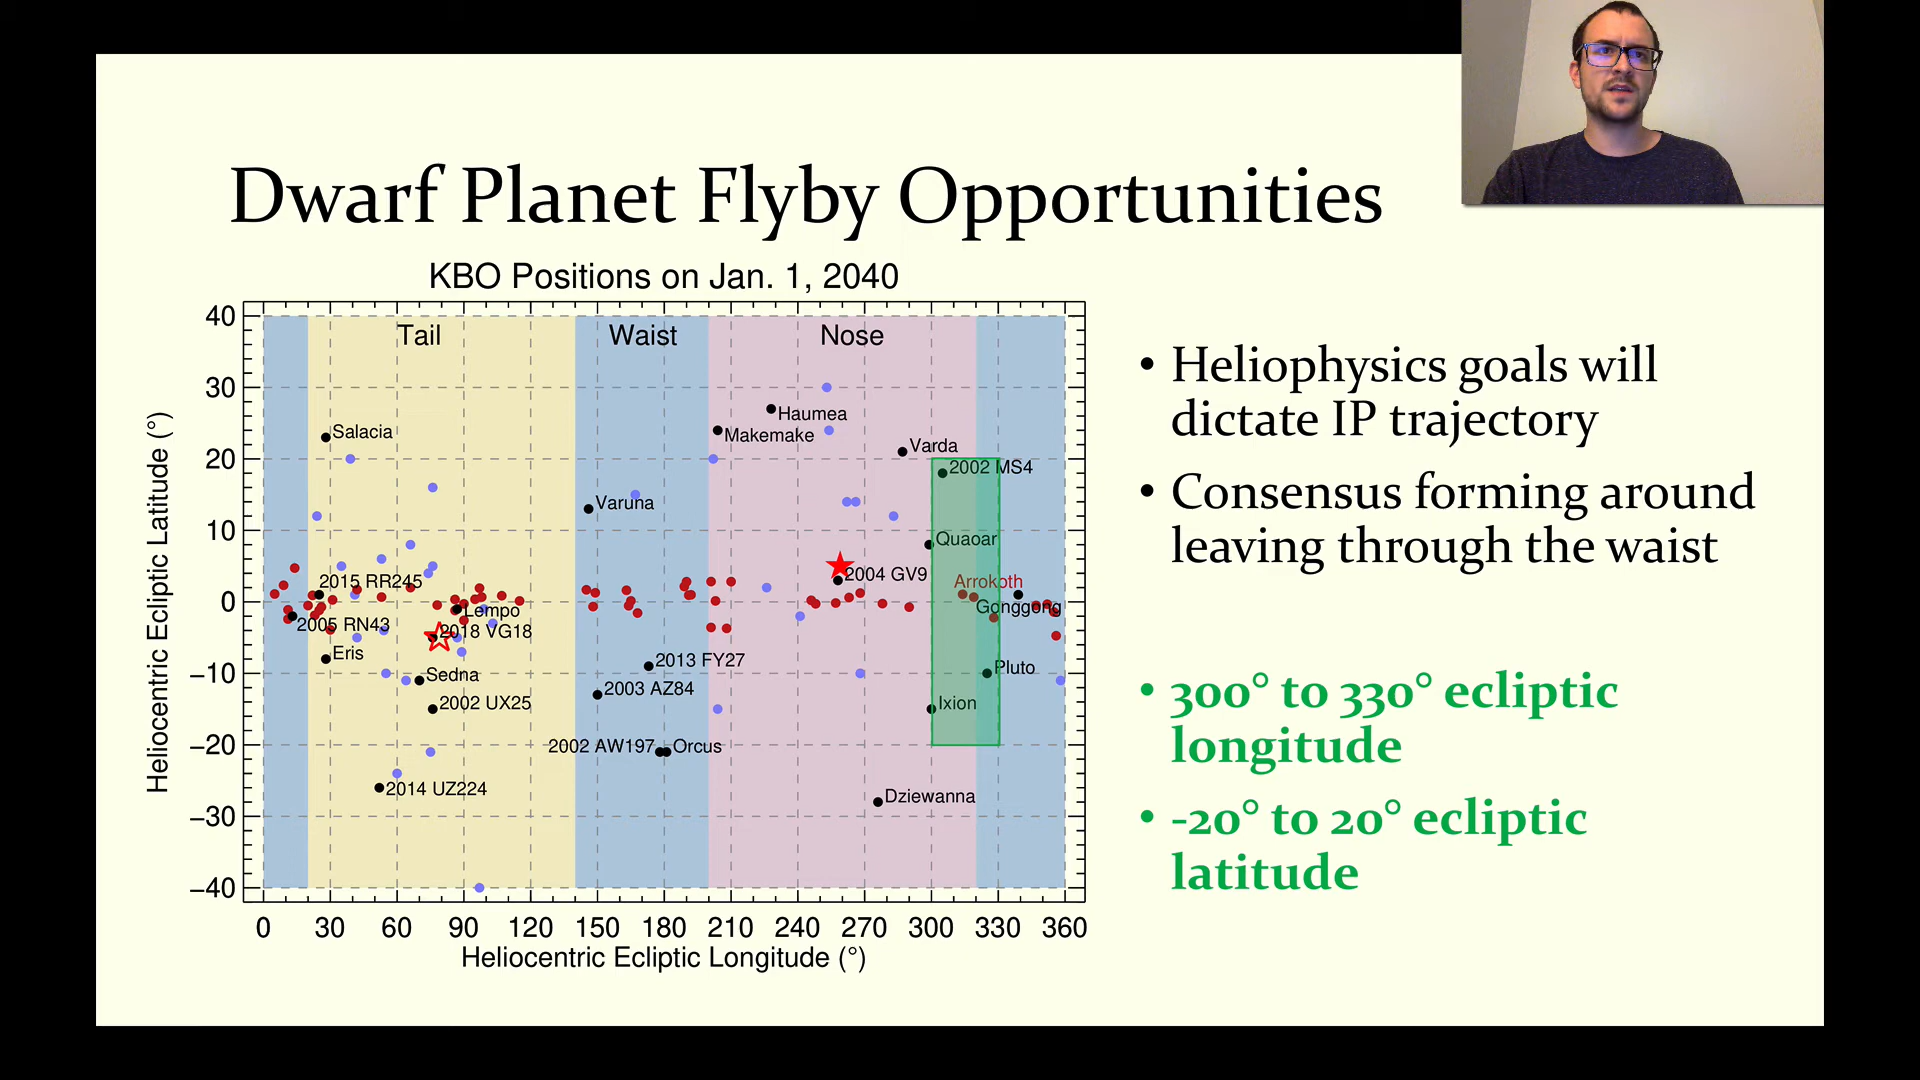 Dwarf Planet Flyby Opportunities
KBO Positions on Jan. 1, 2040
Heliocentric Ecliptic Latitude (°)
40
30
20
10
0
−10
−20
−30
−40
Tail
Waist
Nose
Salacia
Haumea
Makemake
Varda
2002 MS4
Varuna
Quaoar
2015 RR245
2004 GV9
Arrokoth
Gonggong
Lempo
2005 RN43
2018 VG18
Eris
2013 FY27
Pluto
Sedna
2003 AZ84
2002 UX25
Ixion
2002 AW197
Orcus
2014 UZ224
Dziewanna
0 30 60 90 120 150 180 210 240 270 300 330 360
Heliocentric Ecliptic Longitude (°)
• Heliophysics goals will
dictate IP trajectory
• Consensus forming around
leaving through the waist
• 300° to 330° ecliptic
longitude
• -20° to 20° ecliptic
latitude